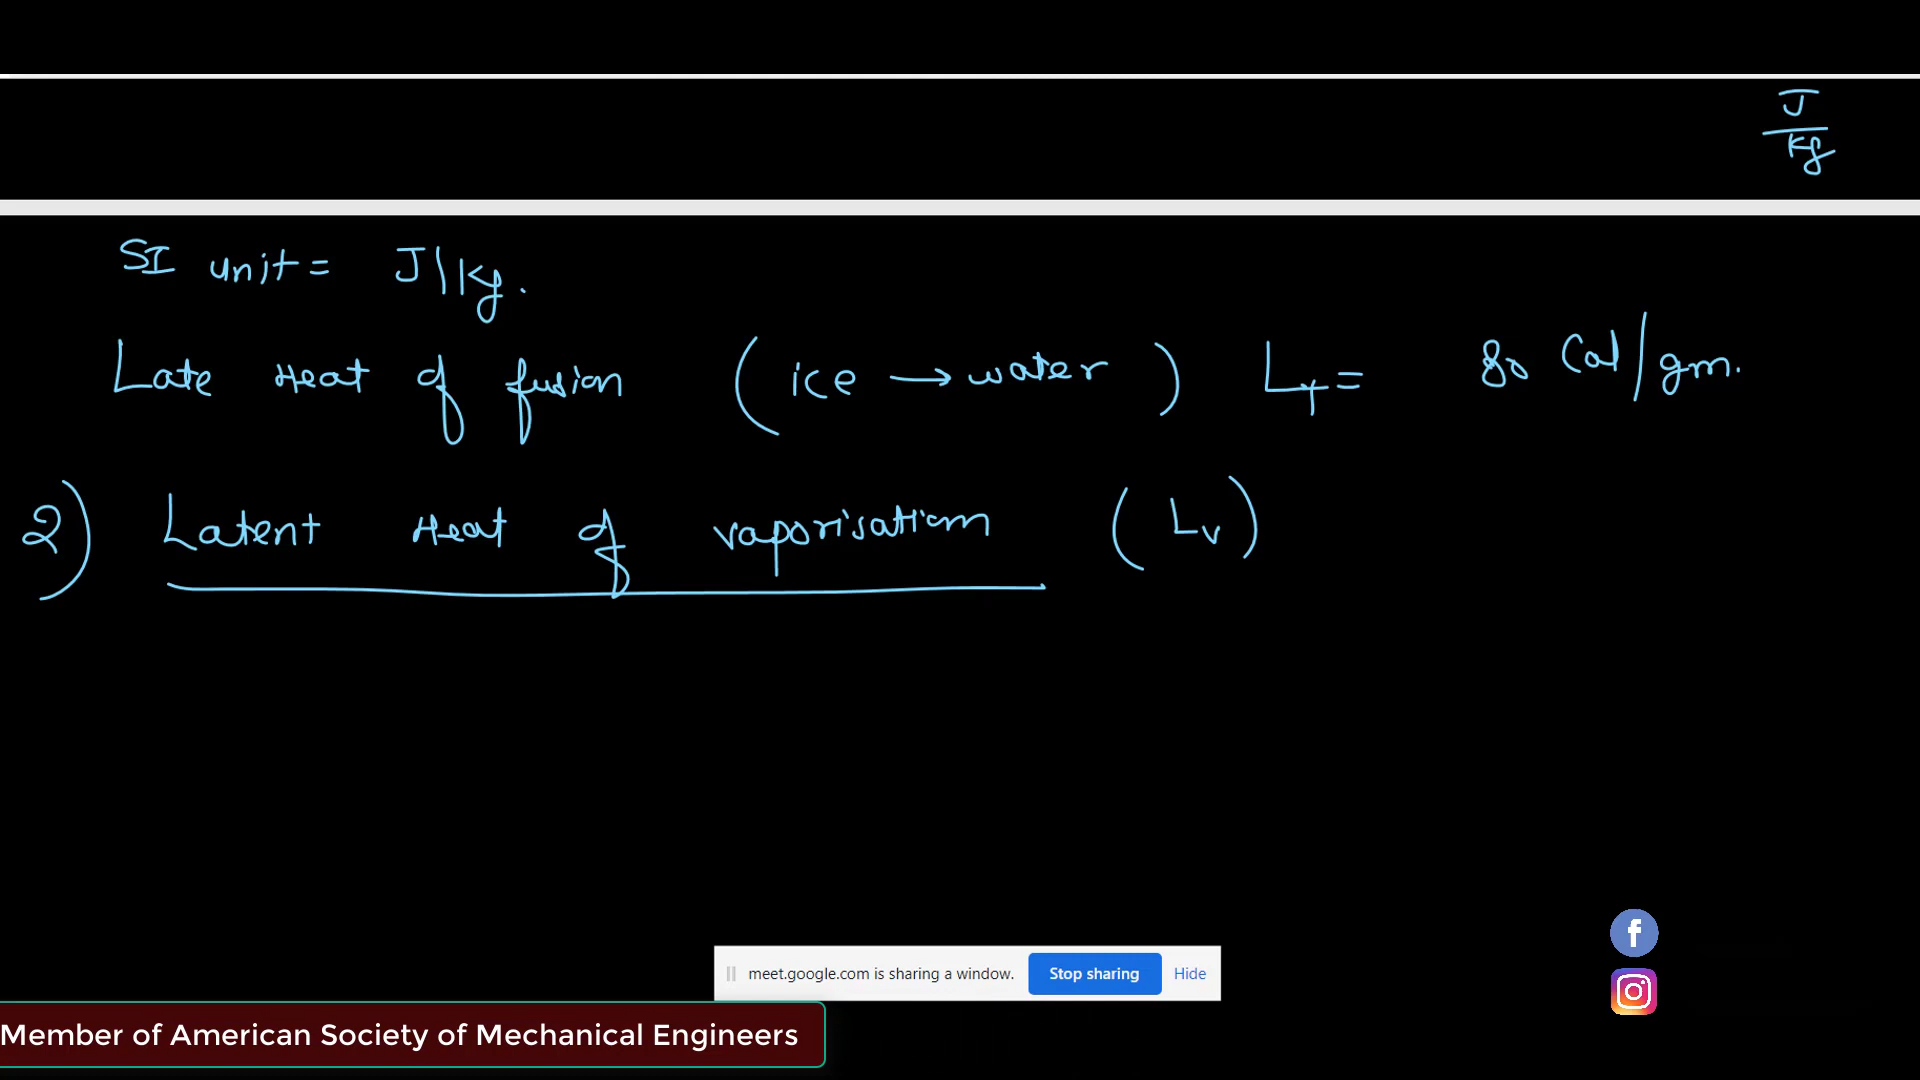 J
kg
SI unit = J/kg.
Late Heat of fusion (ice → water) Lf = 80 Cal/gm.
2) Latent Heat of vaporisation (Lv)
meet.google.com is sharing a window. Stop sharing Hide
Member of American Society of Mechanical Engineers